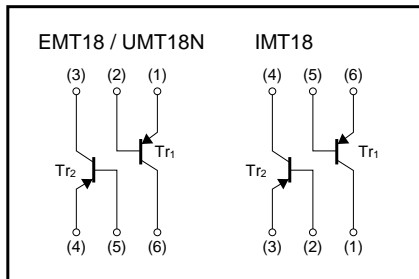 EMT18 / UMT18N IMT18
(3) (2) (1) (4) (5) (6)
Tr1 Tr1
Tr2 Tr2
(4) (5) (6) (3) (2) (1)